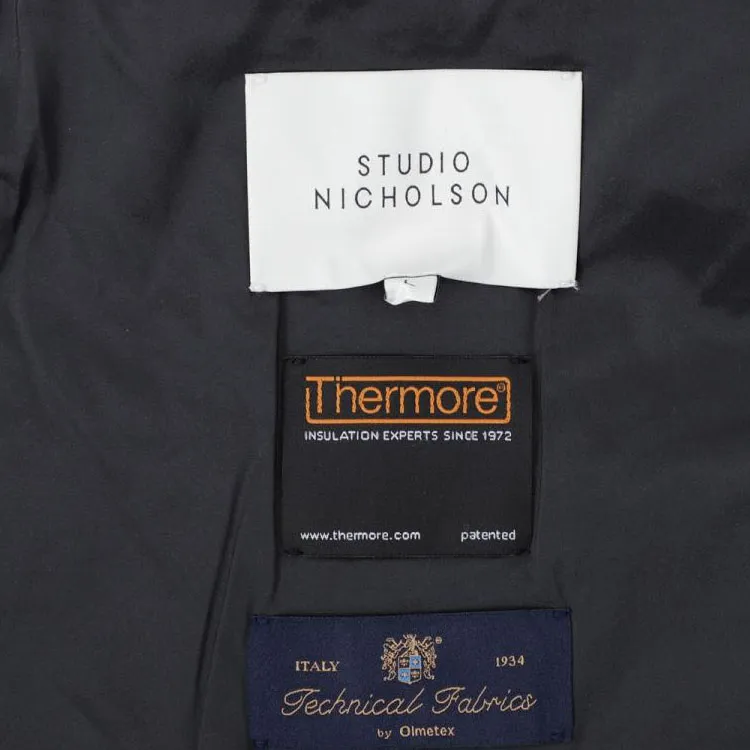 STUDIO
NICHOLSON
L
Thermore®
INSULATION EXPERTS SINCE 1972
www.thermore.com patented
ITALY ® 1934
Technical Fabrics
by Olmetex